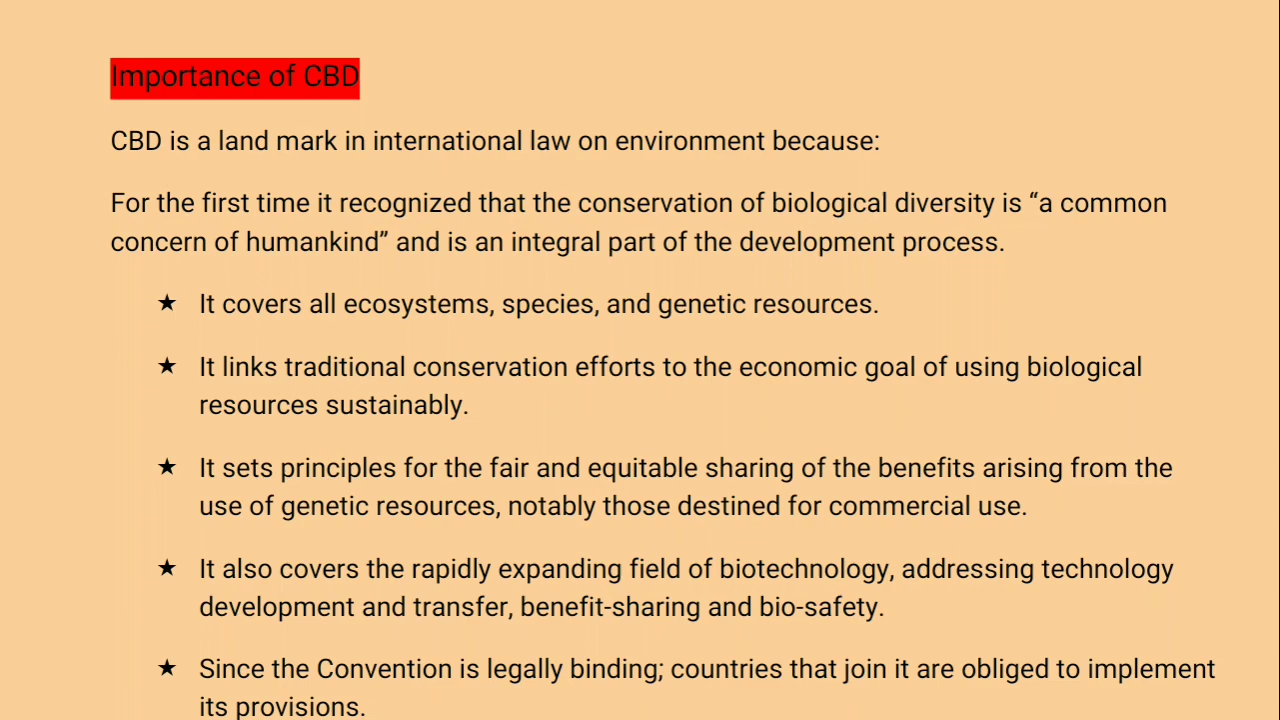 Importance of CBD
CBD is a land mark in international law on environment because:
For the first time it recognized that the conservation of biological diversity is “a common
concern of humankind” and is an integral part of the development process.
★ It covers all ecosystems, species, and genetic resources.
★ It links traditional conservation efforts to the economic goal of using biological
resources sustainably.
★ It sets principles for the fair and equitable sharing of the benefits arising from the
use of genetic resources, notably those destined for commercial use.
★ It also covers the rapidly expanding field of biotechnology, addressing technology
development and transfer, benefit-sharing and bio-safety.
★ Since the Convention is legally binding; countries that join it are obliged to implement
its provisions.